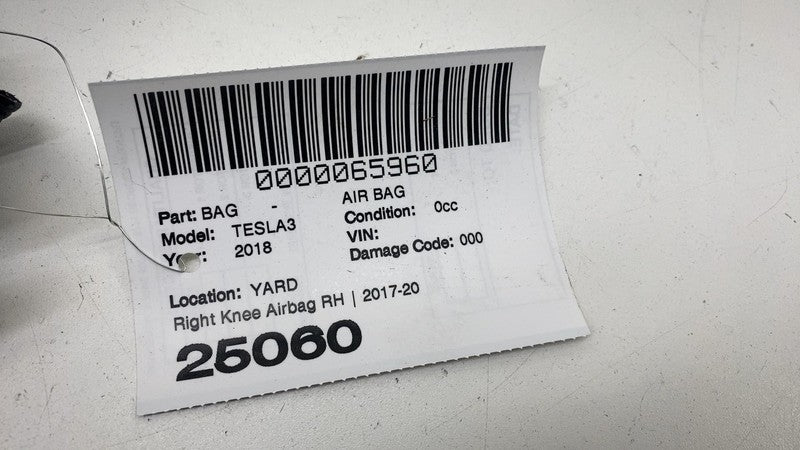 0000065960
Part: BAG - AIR BAG
Model: TESLA3 Condition: 0cc
Year: 2018 VIN:
Damage Code: 000
Location: YARD
Right Knee Airbag RH | 2017-20
25060